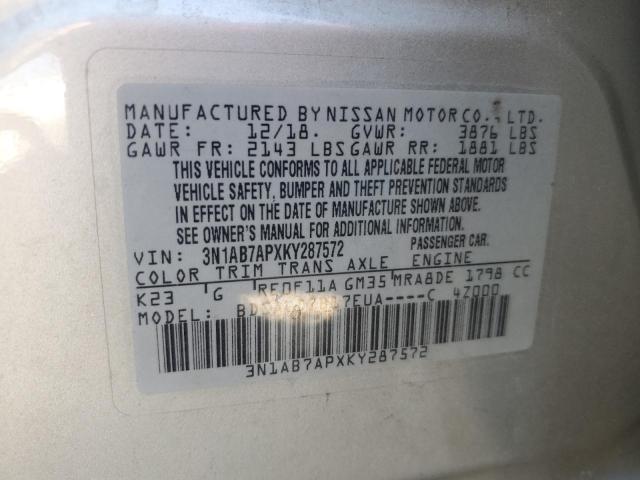 MANUFACTURED BY NISSAN MOTOR CO., LTD.
DATE: 12/18. GVWR: 3876 LBS
GAWR FR: 2143 LBS GAWR RR: 1881 LBS
THIS VEHICLE CONFORMS TO ALL APPLICABLE FEDERAL MOTOR
VEHICLE SAFETY, BUMPER AND THEFT PREVENTION STANDARDS
IN EFFECT ON THE DATE OF MANUFACTURE SHOWN ABOVE.
SEE OWNER'S MANUAL FOR ADDITIONAL INFORMATION.
VIN: 3N1AB7APXKY287572 PASSENGER CAR.
COLOR TRIM TRANS AXLE ENGINE
K23 G RE0F11A GM35 MRA8DE 1798 CC
MODEL: 4Z000
3N1AB7APXKY287572